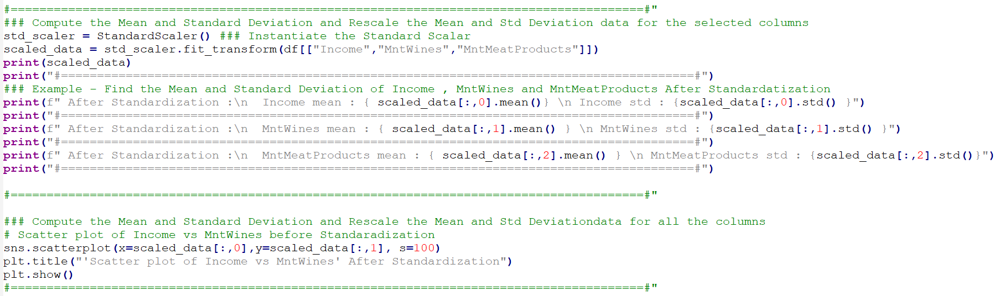 #========================================================================================#"
### Compute the Mean and Standard Deviation and Rescale the Mean and Std Deviation data for the selected columns
std_scaler = StandardScaler() ### Instantiate the Standard Scalar
scaled_data = std_scaler.fit_transform(df[["Income","MntWines","MntMeatProducts"]])
print(scaled_data)
print("#========================================================================================#")
### Example - Find the Mean and Standard Deviation of Income , MntWines and MntMeatProducts After Standardatization
print(f" After Standardization :\n  Income mean : { scaled_data[:,0].mean()} \n Income std : {scaled_data[:,0].std() }")
print("#========================================================================================#")
print(f" After Standardization :\n  MntWines mean : { scaled_data[:,1].mean() } \n MntWines std : {scaled_data[:,1].std() }")
print("#========================================================================================#")
print(f" After Standardization :\n  MntMeatProducts mean : { scaled_data[:,2].mean() } \n MntMeatProducts std : {scaled_data[:,2].std()}")
print("#========================================================================================#")
#========================================================================================#"
### Compute the Mean and Standard Deviation and Rescale the Mean and Std Deviationdata for all the columns
# Scatter plot of Income vs MntWines before Standaradization
sns.scatterplot(x=scaled_data[:,0],y=scaled_data[:,1], s=100)
plt.title("'Scatter plot of Income vs MntWines' After Standardization")
plt.show()
#========================================================================================#"